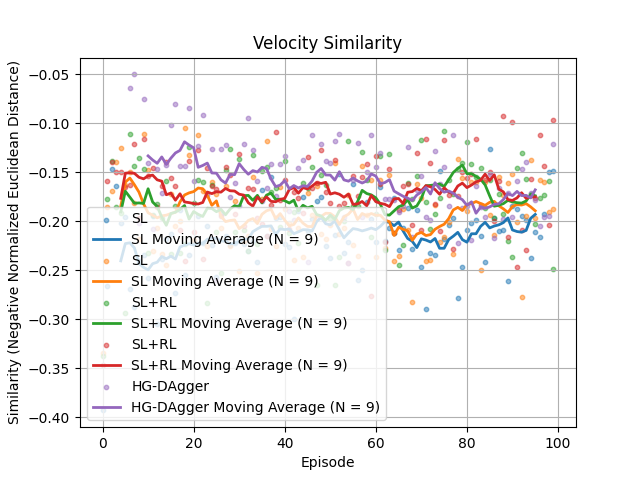 Velocity Similarity
Similarity (Negative Normalized Euclidean Distance)
−0.05
−0.10
−0.15
−0.20
−0.25
−0.30
−0.35
−0.40
SL
SL Moving Average (N = 9)
SL
SL Moving Average (N = 9)
SL+RL
SL+RL Moving Average (N = 9)
SL+RL
SL+RL Moving Average (N = 9)
HG-DAgger
HG-DAgger Moving Average (N = 9)
0 20 40 60 80 100
Episode